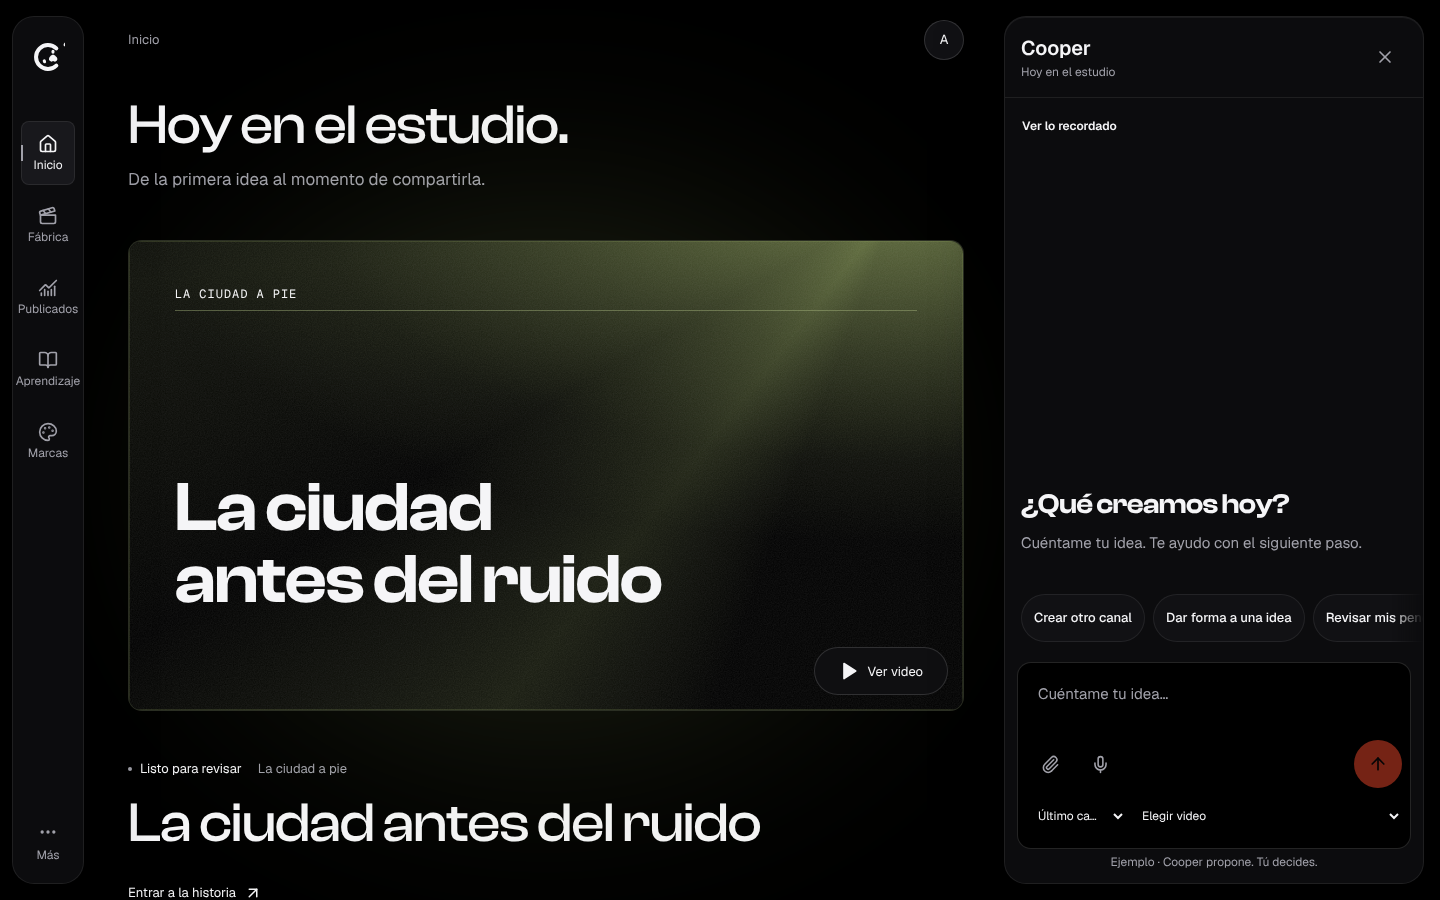 Inicio
Fábrica
Publicados
Aprendizaje
Marcas
Más
Inicio
A
Hoy en el estudio.
De la primera idea al momento de compartirla.
LA CIUDAD A PIE
La ciudad
antes del ruido
Ver video
Listo para revisar La ciudad a pie
La ciudad antes del ruido
Entrar a la historia
Cooper
Hoy en el estudio
Ver lo recordado
¿Qué creamos hoy?
Cuéntame tu idea. Te ayudo con el siguiente paso.
Crear otro canal
Dar forma a una idea
Revisar mis pen
Cuéntame tu idea...
Último ca...
Elegir video
Ejemplo · Cooper propone. Tú decides.